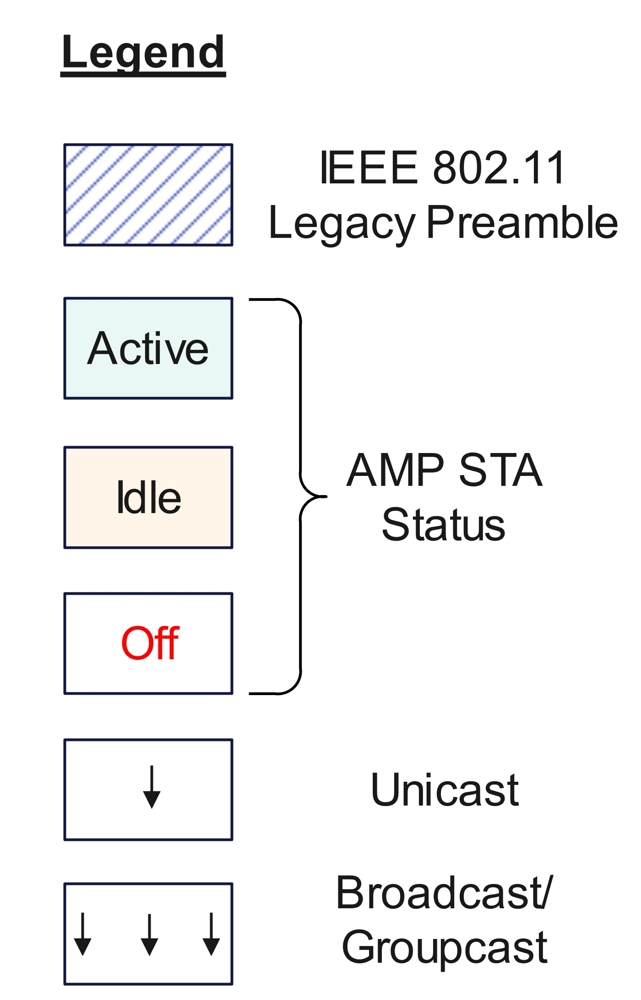 Legend
IEEE 802.11
Legacy Preamble
Active
Idle
Off
AMP STA
Status
Unicast
Broadcast/
Groupcast